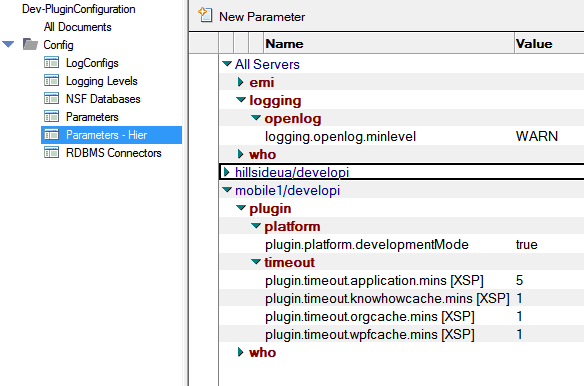 Dev-PluginConfiguration
All Documents
Config
LogConfigs
Logging Levels
NSF Databases
Parameters
Parameters - Hier
RDBMS Connectors
New Parameter
Name Value
All Servers
emi
logging
openlog
logging.openlog.minlevel WARN
who
hillsideua/developi
mobile1/developi
plugin
platform
plugin.platform.developmentMode true
timeout
plugin.timeout.application.mins [XSP] 5
plugin.timeout.knowhowcache.mins [XSP] 1
plugin.timeout.orgcache.mins [XSP] 1
plugin.timeout.wpfcache.mins [XSP] 1
who